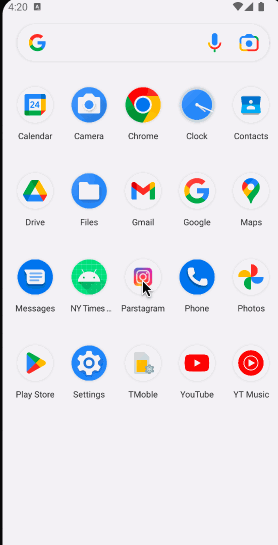 4:20
Calendar
Camera
Chrome
Clock
Contacts
Drive
Files
Gmail
Google
Maps
Messages
NY Times ..
Parstagram
Phone
Photos
Play Store
Settings
TMoble
YouTube
YT Music